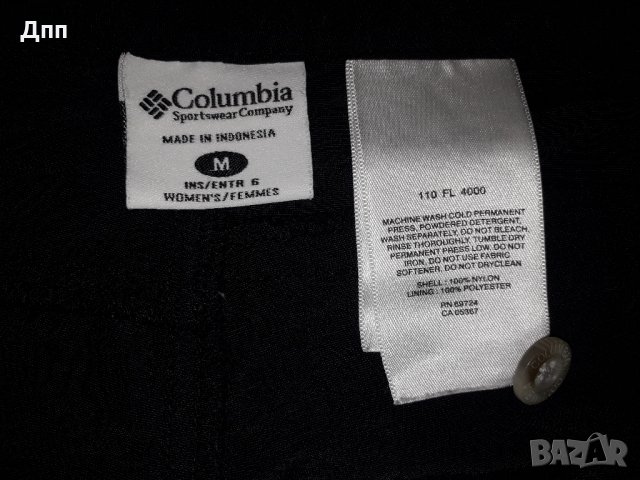 Дпп
Columbia
Sportswear Company
MADE IN INDONESIA
M
INS/ENTR 6
WOMEN'S/FEMMES
110 FL 4000
MACHINE WASH COLD PERMANENT
PRESS, POWDERED DETERGENT,
WASH SEPARATELY, DO NOT BLEACH,
RINSE THOROUGHLY, TUMBLE DRY
PERMANENT PRESS LOW. DO NOT
IRON, DO NOT USE FABRIC
SOFTENER, DO NOT DRYCLEAN
SHELL : 100% NYLON
LINING : 100% POLYESTER
RN 69724
CA 05367
BAZAR